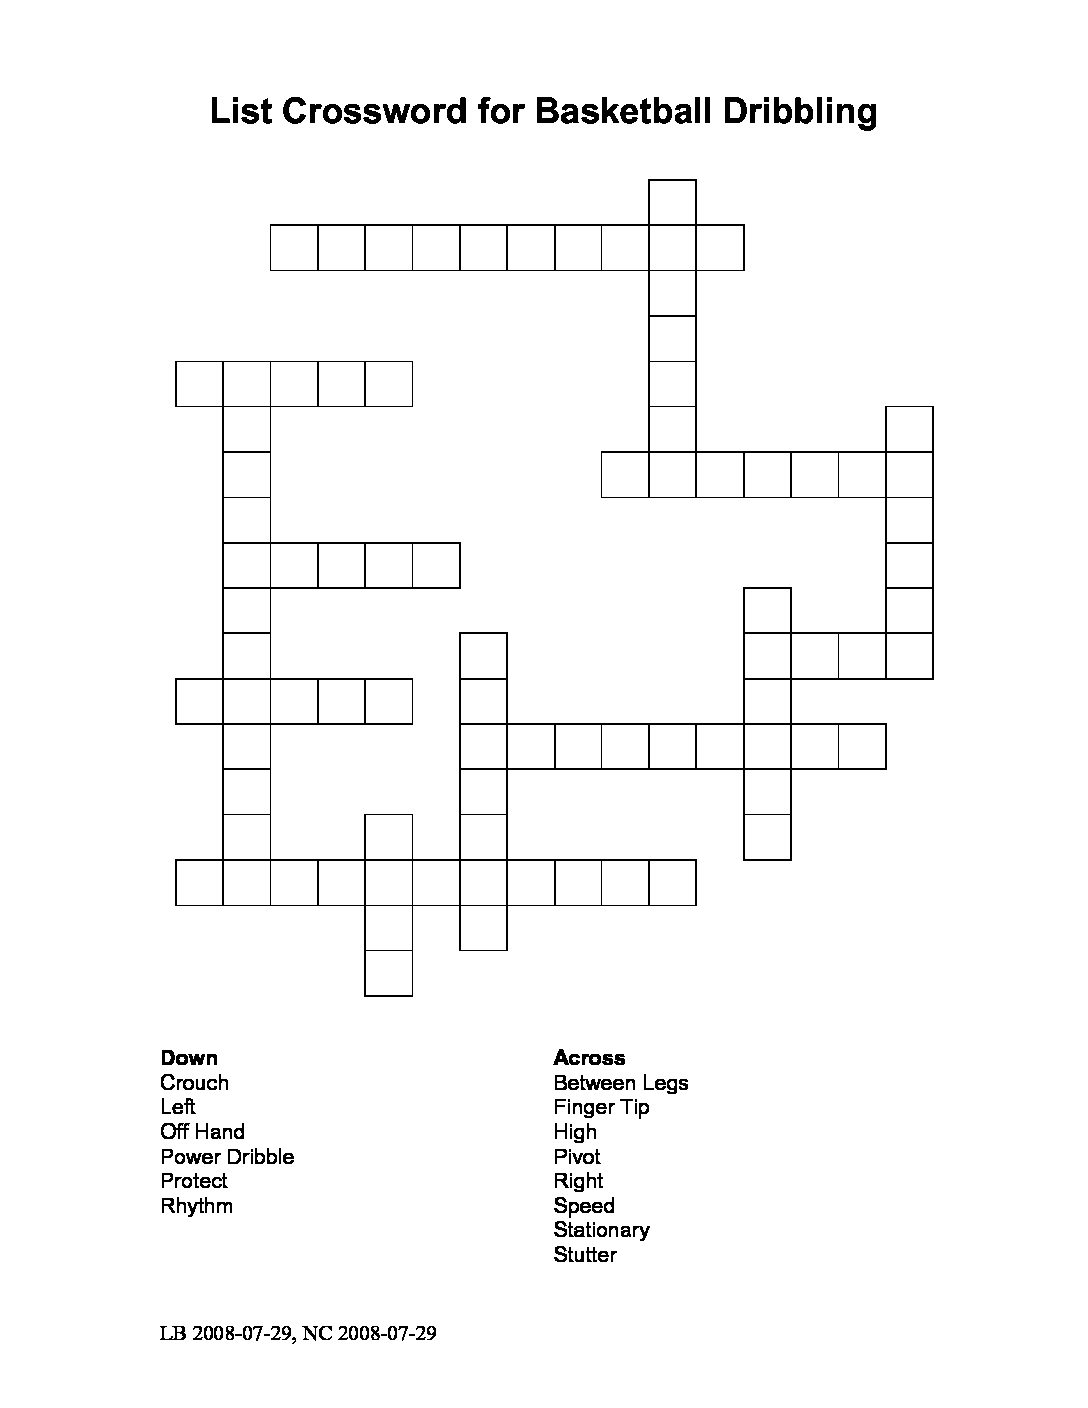 List Crossword for Basketball Dribbling
Down
Crouch
Left
Off Hand
Power Dribble
Protect
Rhythm
Across
Between Legs
Finger Tip
High
Pivot
Right
Speed
Stationary
Stutter
LB 2008-07-29, NC 2008-07-29